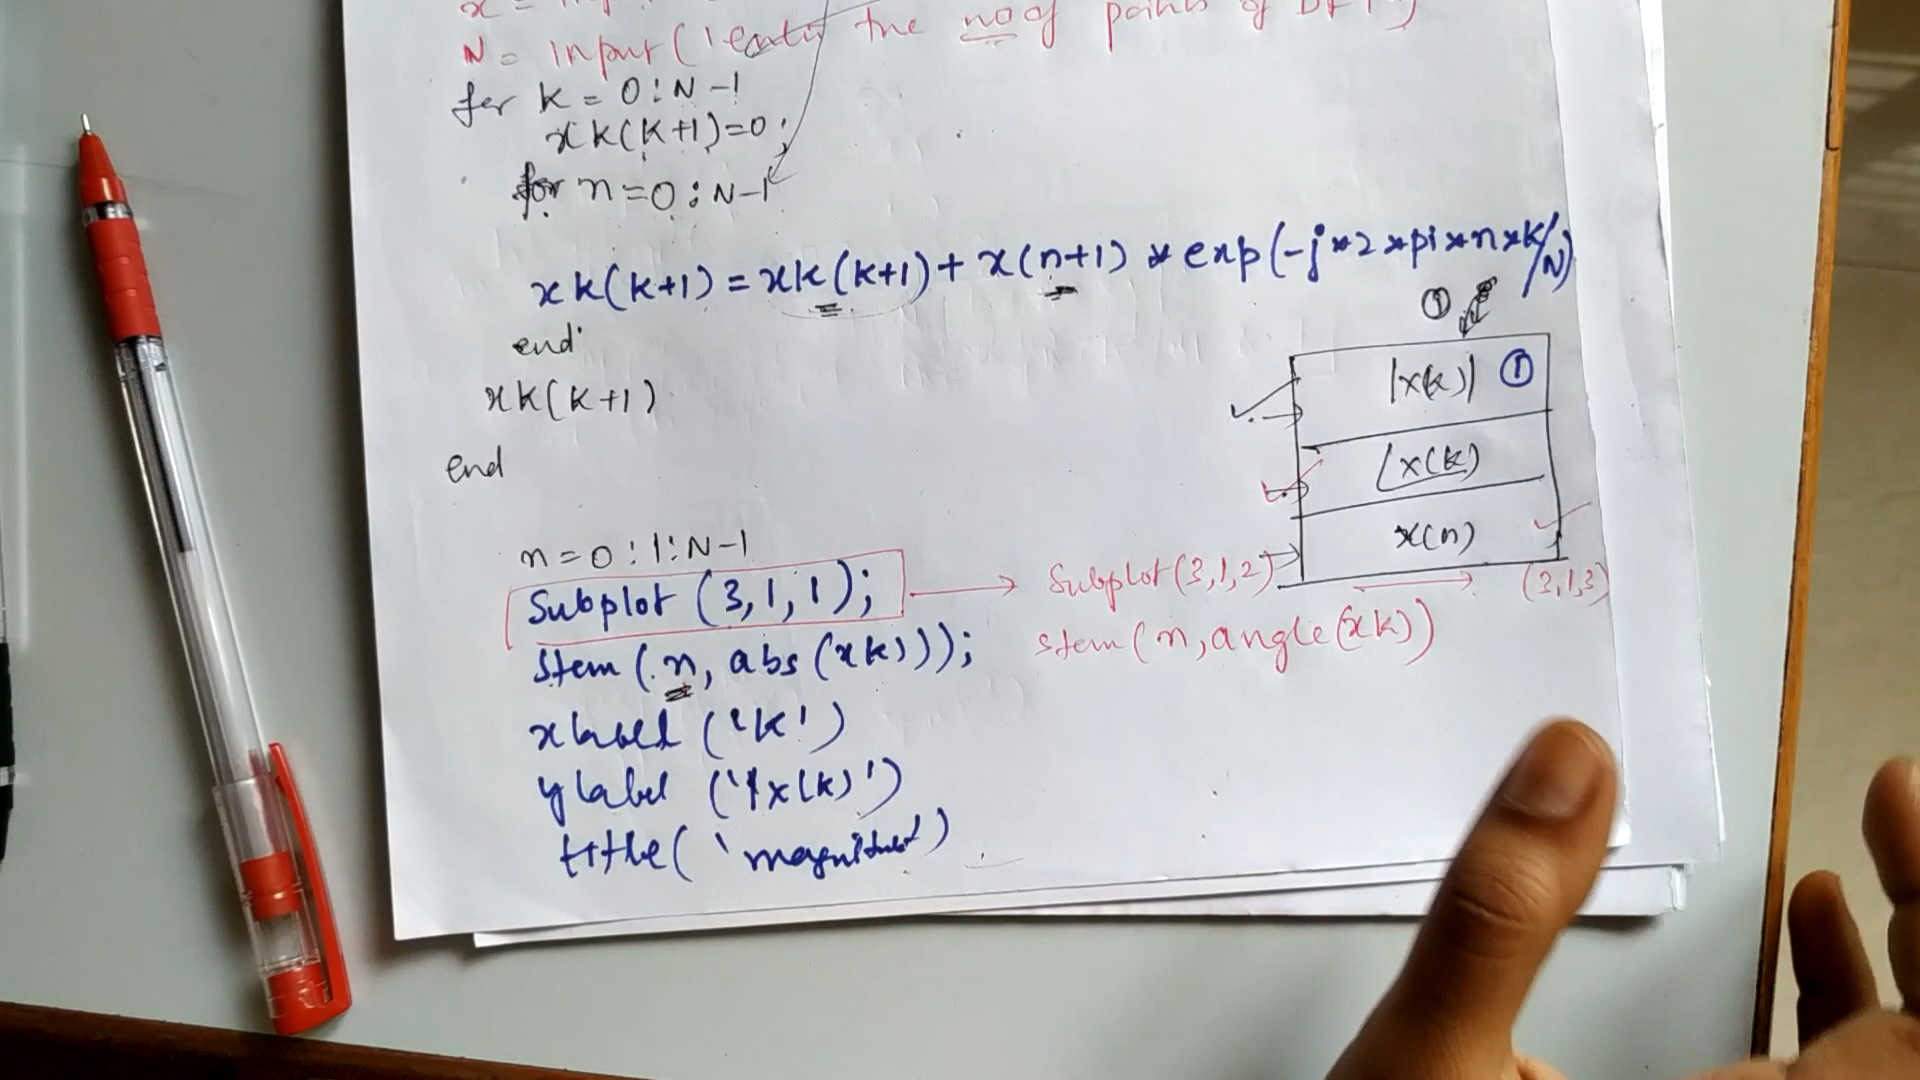 N = input('enter the no of points of DFT')
for k = 0:N-1
xk(k+1)=0;
for n=0:N-1
xk(k+1) = xk(k+1) + x(n+1) * exp(-j*2*pi*n*k/N)
end
xk(k+1)
end
1
|x(k)| 1
∠x(k)
x(n)
n=0:1:N-1
Subplot (3,1,1); → Subplot(3,1,2) (3,1,3)
Stem (n, abs (xk))); stem(n,angle(xk))
xlabel ('k')
ylabel ('|x(k)')
title( 'magnitude')